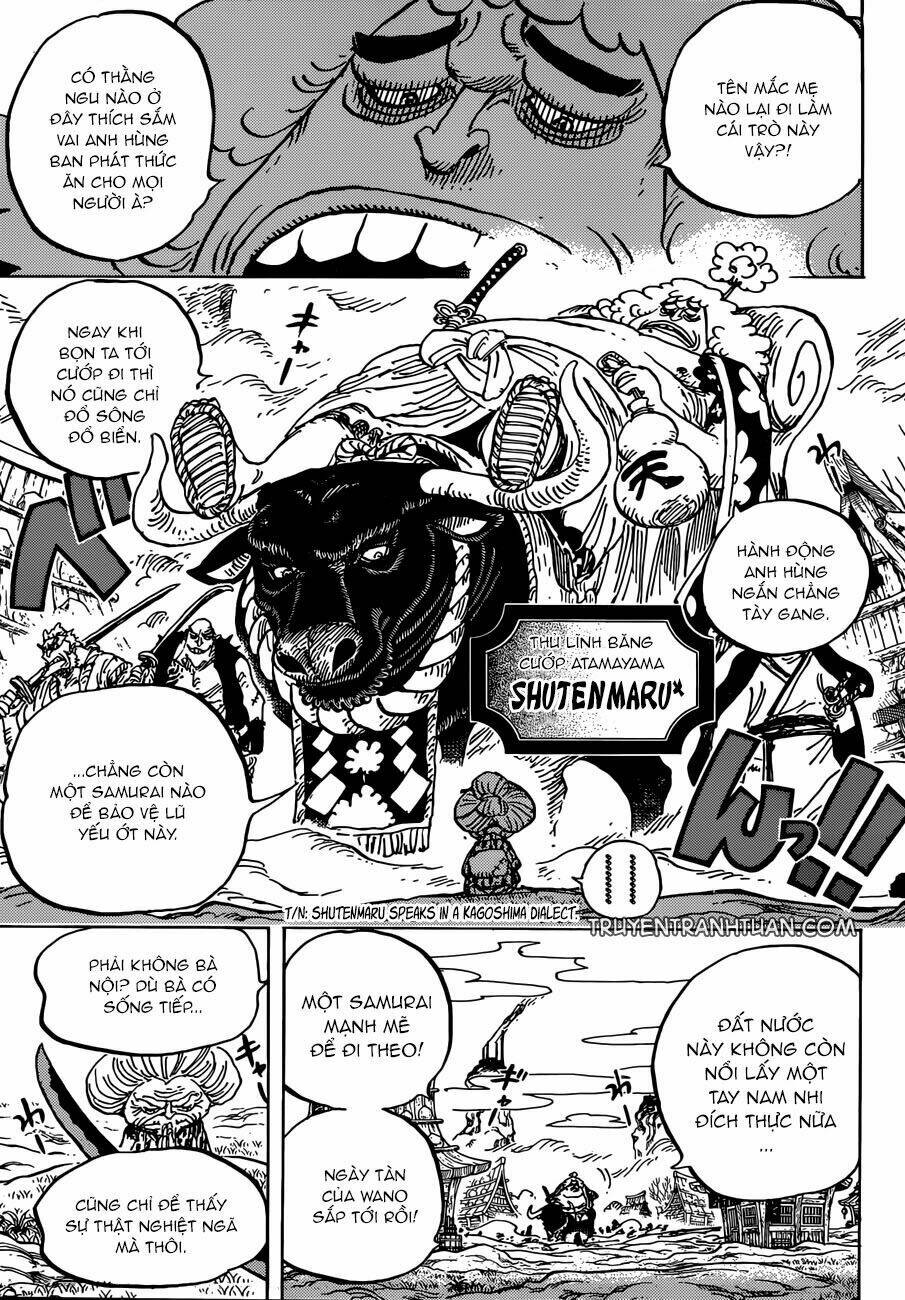 TÊN MẮC MẸ
NÀO LẠI ĐI LÀM
CÁI TRÒ NÀY
VẬY?!
CÓ THẰNG
NGU NÀO Ở
ĐÂY THÍCH SẮM
VAI ANH HÙNG
BAN PHÁT THỨC
ĂN CHO MỌI
NGƯỜI À?
NGAY KHI
BỌN TA TỚI
CƯỚP ĐI THÌ
NÓ CŨNG CHỈ
ĐỔ SÔNG
ĐỔ BIỂN.
天
HÀNH ĐỘNG
ANH HÙNG
NGẮN CHẲNG
TÀY GANG.
THỦ LĨNH BĂNG
CƯỚP ATAMAYAMA
SHUTENMARU*
...CHẲNG CÒN
MỘT SAMURAI NÀO
ĐỂ BẢO VỆ LŨ
YẾU ỚT NÀY.
T/N: SHUTENMARU SPEAKS IN A KAGOSHIMA DIALECT.
TRUYENTRANHTUAN.COM
ĐẤT NƯỚC
NÀY KHÔNG CÒN
NỔI LẤY MỘT
TAY NAM NHI
ĐÍCH THỰC NỮA
...
MỘT SAMURAI
MẠNH MẼ
ĐỂ ĐI THEO!
NGÀY TÀN
CỦA WANO
SẮP TỚI RỒI!
PHẢI KHÔNG BÀ
NỘI? DÙ BÀ CÓ
SỐNG TIẾP...
CŨNG CHỈ ĐỂ THẤY
SỰ THẬT NGHIỆT NGÃ
MÀ THÔI.